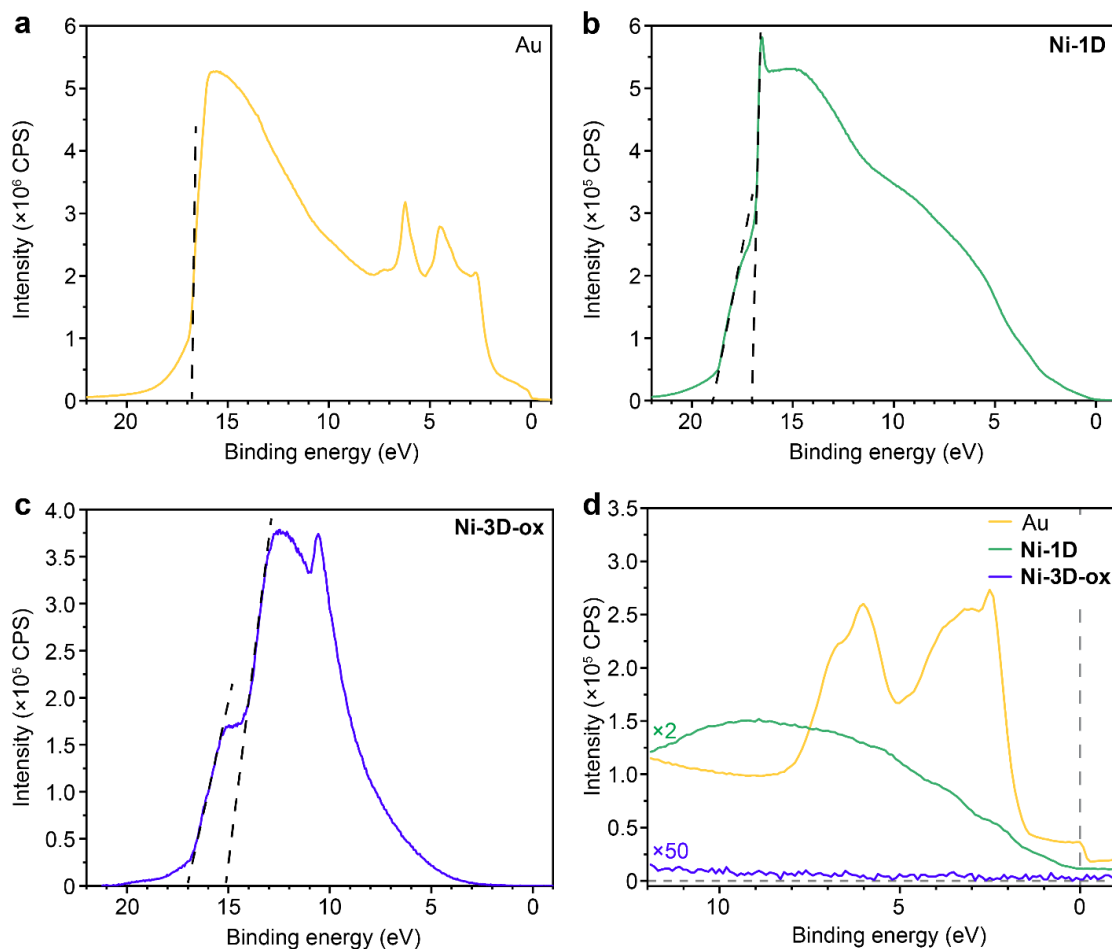 a
Au
Intensity (×10⁶ CPS)
6
5
4
3
2
1
0
20
15
10
5
0
Binding energy (eV)
b
Ni-1D
Intensity (×10⁵ CPS)
6
5
4
3
2
1
0
20
15
10
5
0
Binding energy (eV)
c
Ni-3D-ox
Intensity (×10⁵ CPS)
4.0
3.5
3.0
2.5
2.0
1.5
1.0
0.5
0
20
15
10
5
0
Binding energy (eV)
d
Au
Ni-1D
Ni-3D-ox
Intensity (×10⁵ CPS)
3.5
3.0
2.5
2.0
1.5
1.0
0.5
0
×2
×50
10
5
0
Binding energy (eV)